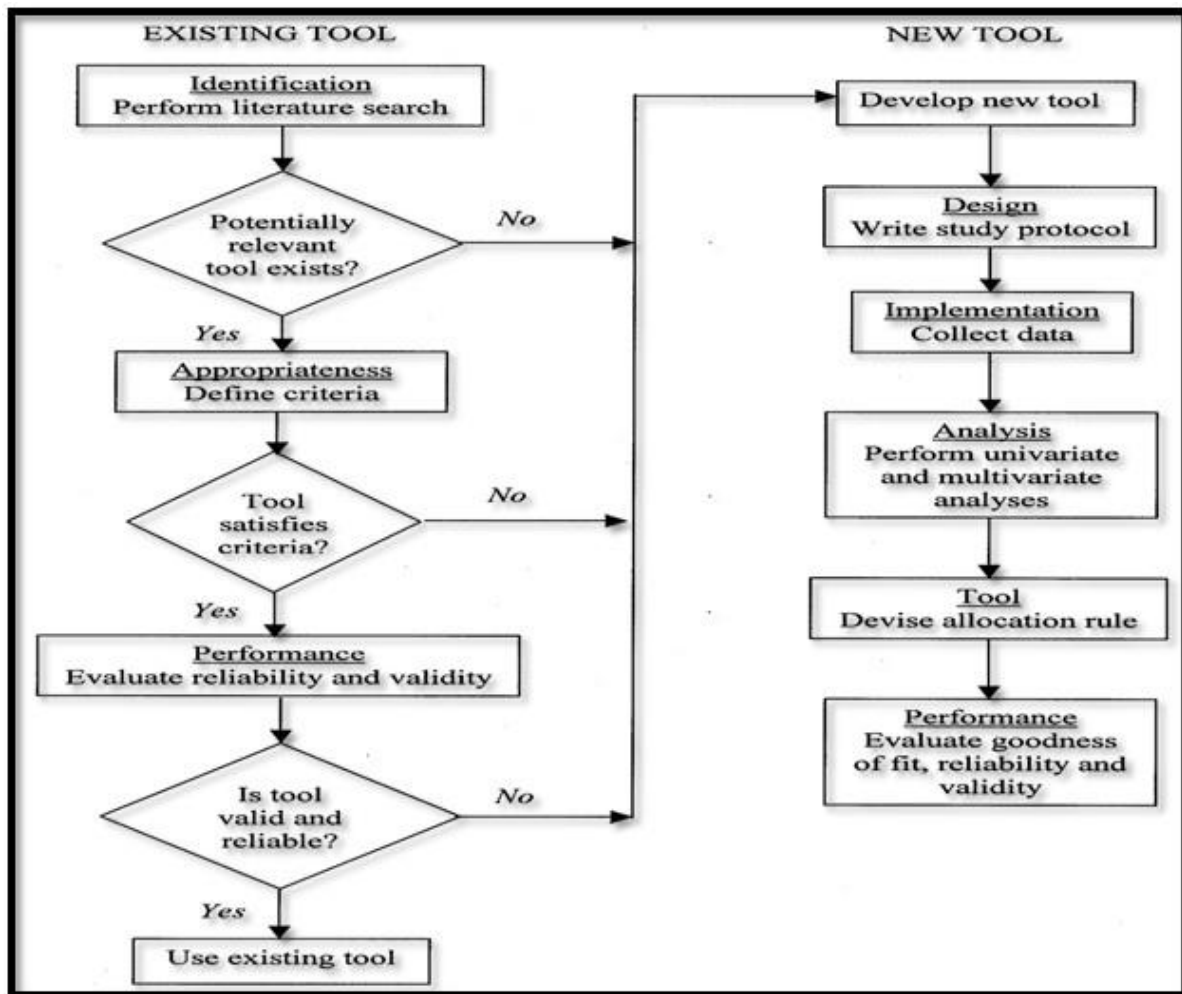 EXISTING TOOL
Identification
Perform literature search
Potentially
relevant
tool exists?
No
Yes
Appropriateness
Define criteria
Tool
satisfies
criteria?
No
Yes
Performance
Evaluate reliability and validity
Is tool
valid and
reliable?
No
Yes
Use existing tool
NEW TOOL
Develop new tool
Design
Write study protocol
Implementation
Collect data
Analysis
Perform univariate
and multivariate
analyses
Tool
Devise allocation rule
Performance
Evaluate goodness
of fit, reliability and
validity